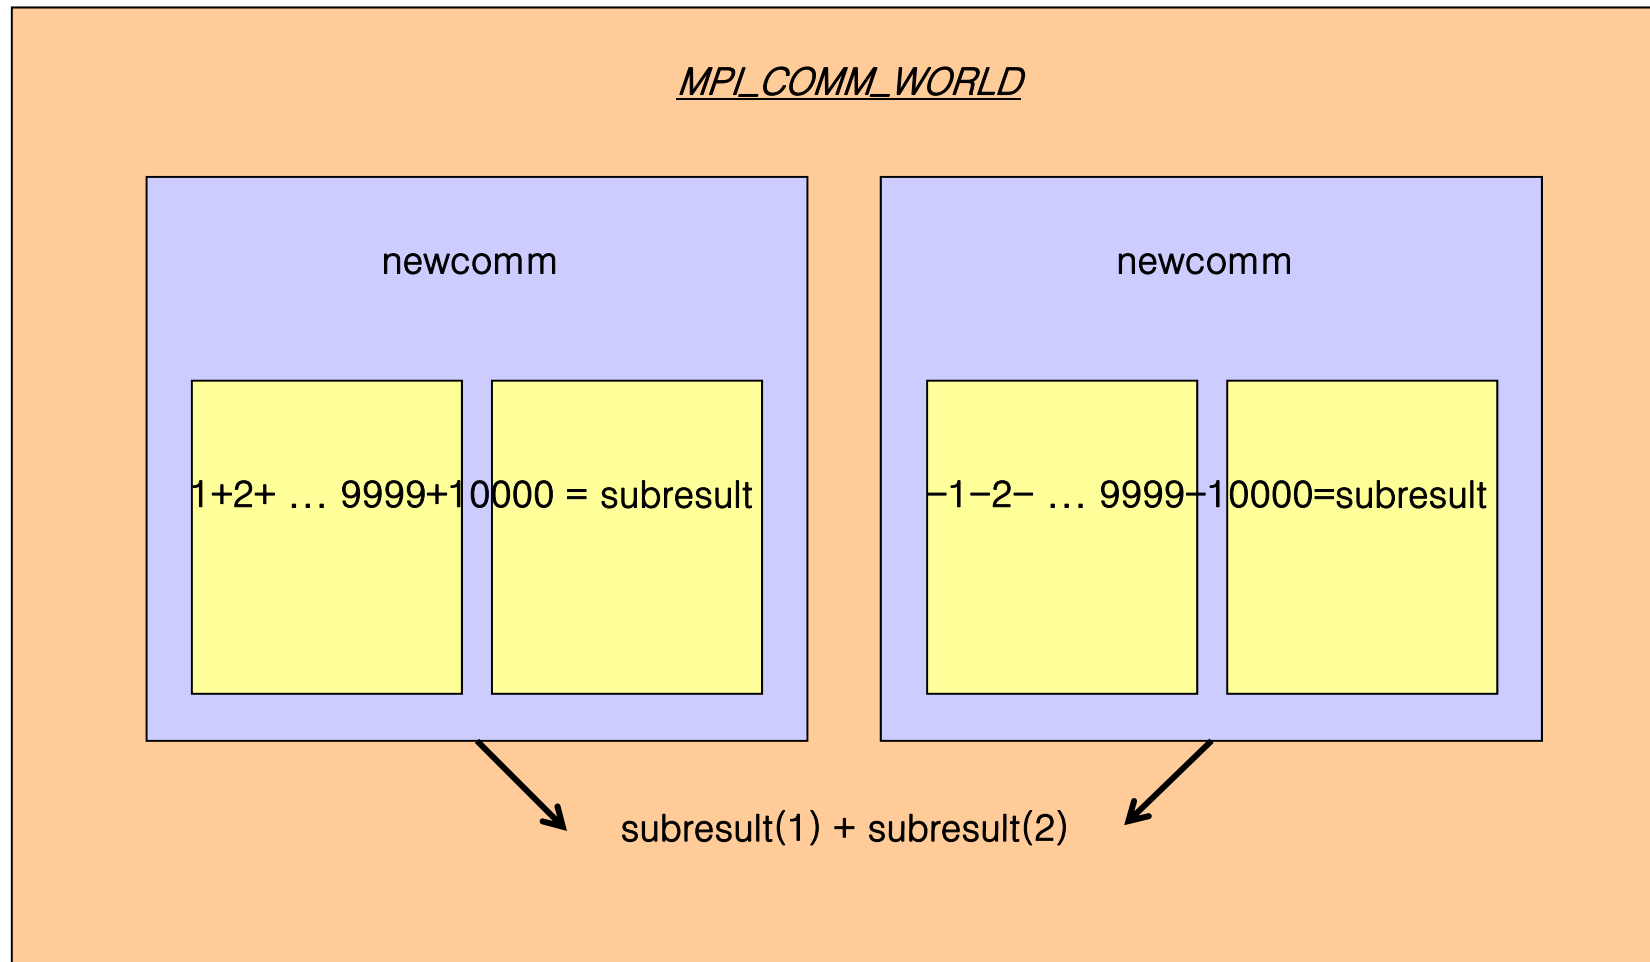 MPI_COMM_WORLD
newcomm
newcomm
1+2+ … 9999+10000 = subresult
-1-2- … 9999-10000=subresult
subresult(1) + subresult(2)